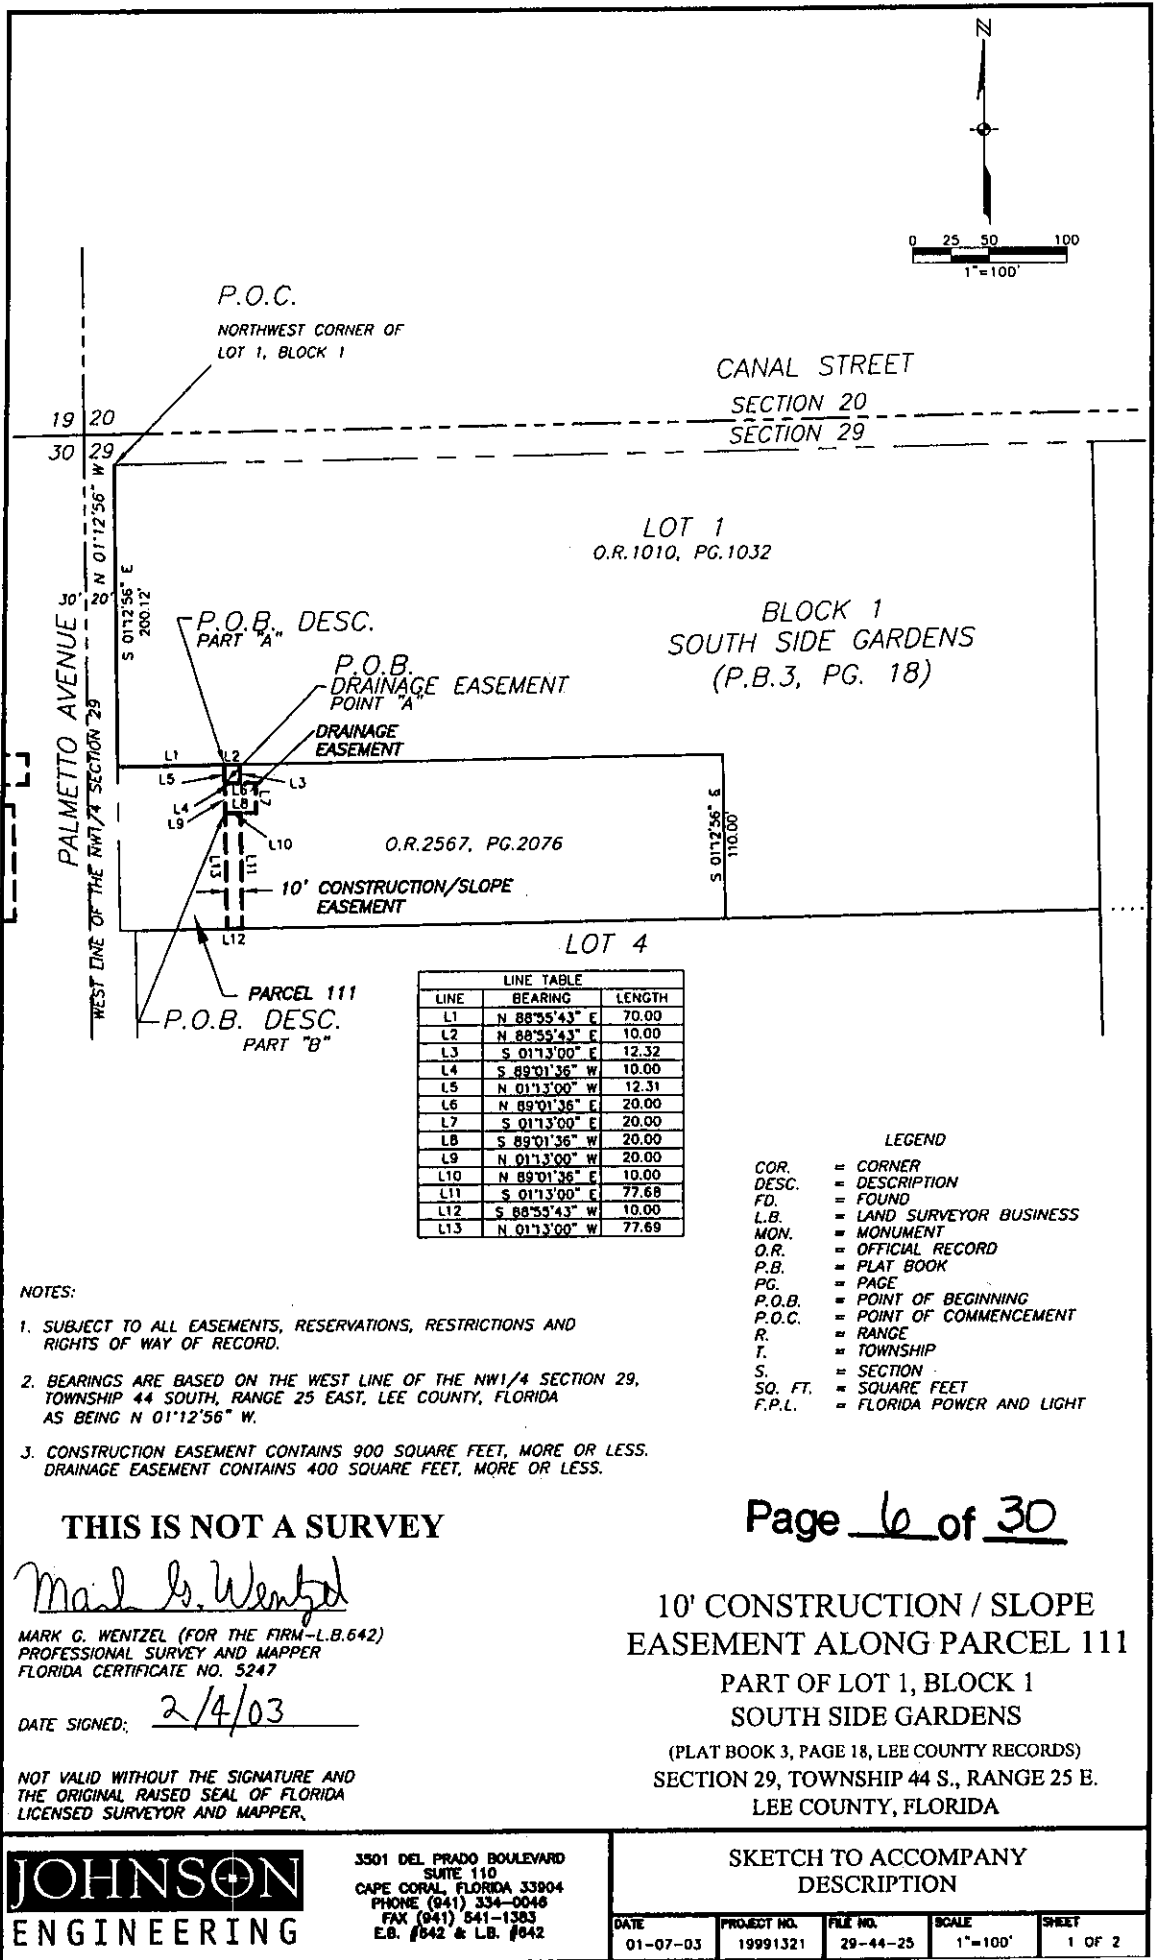 N
0 25 50 100
1"=100'
P.O.C.
NORTHWEST CORNER OF
LOT 1, BLOCK 1
CANAL STREET
SECTION 20
SECTION 29
19 20
30 29
N 01°12'56" W
S 01°12'56" E
200.12'
30' 20'
PALMETTO AVENUE
WEST LINE OF THE NW1/4 SECTION 29
LOT 1
O.R.1010, PG.1032
BLOCK 1
SOUTH SIDE GARDENS
(P.B.3, PG. 18)
P.O.B. DESC.
PART "A"
P.O.B.
DRAINAGE EASEMENT
POINT "A"
DRAINAGE
EASEMENT
L1
L2
L5
L3
L6
L4
L8
L7
L9
L10
L13
L11
O.R.2567, PG.2076
S 01°12'56" E
110.00'
10' CONSTRUCTION/SLOPE
EASEMENT
L12
LOT 4
PARCEL 111
P.O.B. DESC.
PART "B"
LINE TABLE
LINE BEARING LENGTH
L1 N 88°55'43" E 70.00
L2 N 88°55'43" E 10.00
L3 S 01°13'00" E 12.32
L4 S 89°01'36" W 10.00
L5 N 01°13'00" W 12.31
L6 N 89°01'36" E 20.00
L7 S 01°13'00" E 20.00
L8 S 89°01'36" W 20.00
L9 N 01°13'00" W 20.00
L10 N 89°01'36" E 10.00
L11 S 01°13'00" E 77.68
L12 S 88°55'43" W 10.00
L13 N 01°13'00" W 77.69
LEGEND
COR. = CORNER
DESC. = DESCRIPTION
FD. = FOUND
L.B. = LAND SURVEYOR BUSINESS
MON. = MONUMENT
O.R. = OFFICIAL RECORD
P.B. = PLAT BOOK
PG. = PAGE
P.O.B. = POINT OF BEGINNING
P.O.C. = POINT OF COMMENCEMENT
R. = RANGE
T. = TOWNSHIP
S. = SECTION
SQ. FT. = SQUARE FEET
F.P.L. = FLORIDA POWER AND LIGHT
NOTES:
1. SUBJECT TO ALL EASEMENTS, RESERVATIONS, RESTRICTIONS AND
RIGHTS OF WAY OF RECORD.
2. BEARINGS ARE BASED ON THE WEST LINE OF THE NW1/4 SECTION 29,
TOWNSHIP 44 SOUTH, RANGE 25 EAST, LEE COUNTY, FLORIDA
AS BEING N 01°12'56" W.
3. CONSTRUCTION EASEMENT CONTAINS 900 SQUARE FEET, MORE OR LESS.
DRAINAGE EASEMENT CONTAINS 400 SQUARE FEET, MORE OR LESS.
THIS IS NOT A SURVEY
Page 6 of 30
Mark G. Wentzel
MARK G. WENTZEL (FOR THE FIRM-L.B.642)
PROFESSIONAL SURVEY AND MAPPER
FLORIDA CERTIFICATE NO. 5247
DATE SIGNED: 2/4/03
NOT VALID WITHOUT THE SIGNATURE AND
THE ORIGINAL RAISED SEAL OF FLORIDA
LICENSED SURVEYOR AND MAPPER.
10' CONSTRUCTION / SLOPE
EASEMENT ALONG PARCEL 111
PART OF LOT 1, BLOCK 1
SOUTH SIDE GARDENS
(PLAT BOOK 3, PAGE 18, LEE COUNTY RECORDS)
SECTION 29, TOWNSHIP 44 S., RANGE 25 E.
LEE COUNTY, FLORIDA
JOHNSON
ENGINEERING
3501 DEL PRADO BOULEVARD
SUITE 110
CAPE CORAL, FLORIDA 33904
PHONE (941) 334-0046
FAX (941) 541-1383
E.B. #642 & L.B. #642
SKETCH TO ACCOMPANY
DESCRIPTION
DATE PROJECT NO. FILE NO. SCALE SHEET
01-07-03 19991321 29-44-25 1"=100' 1 OF 2